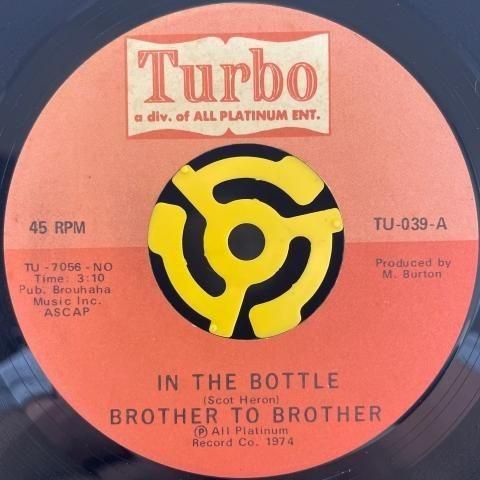 Turbo
a div. of ALL PLATINUM ENT.
45 RPM
TU-039-A
TU-7056-NO
Time: 3:10
Pub. Brouhaha
Music Inc.
ASCAP
Produced by
M. Burton
IN THE BOTTLE
(Scot Heron)
BROTHER TO BROTHER
Ⓟ All Platinum
Record Co. 1974